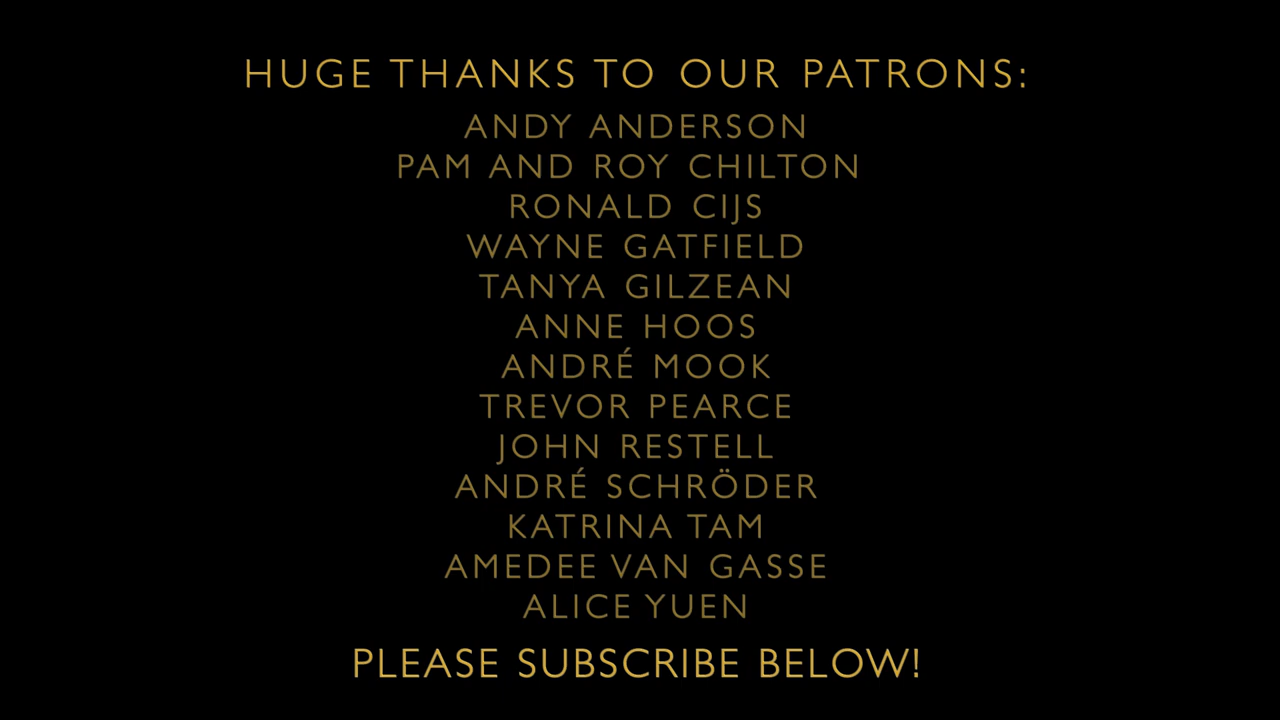 HUGE THANKS TO OUR PATRONS:
ANDY ANDERSON
PAM AND ROY CHILTON
RONALD CIJS
WAYNE GATFIELD
TANYA GILZEAN
ANNE HOOS
ANDRÉ MOOK
TREVOR PEARCE
JOHN RESTELL
ANDRÉ SCHRÖDER
KATRINA TAM
AMEDEE VAN GASSE
ALICE YUEN
PLEASE SUBSCRIBE BELOW!